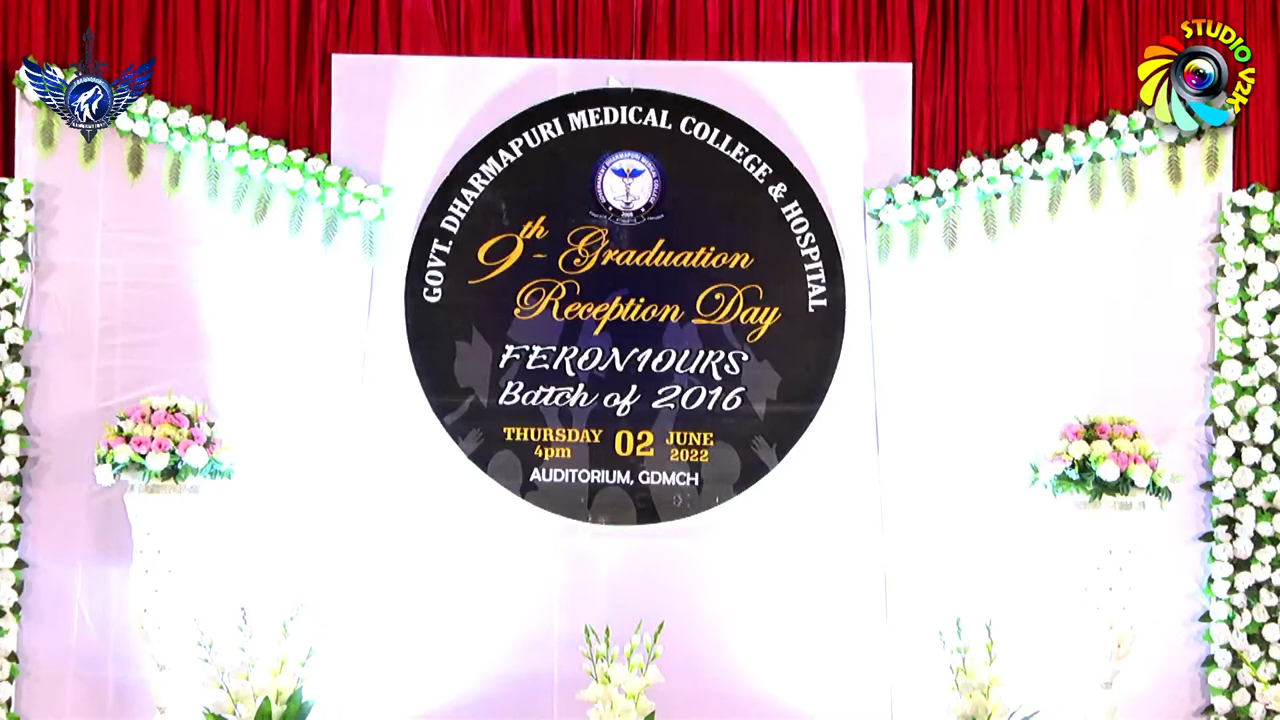 STUDIO V2K
GOVT. DHARMAPURI MEDICAL COLLEGE & HOSPITAL
9th - Graduation
Reception Day
FERON1OURS
Batch of 2016
THURSDAY 02 JUNE
4pm 2022
AUDITORIUM, GDMCH